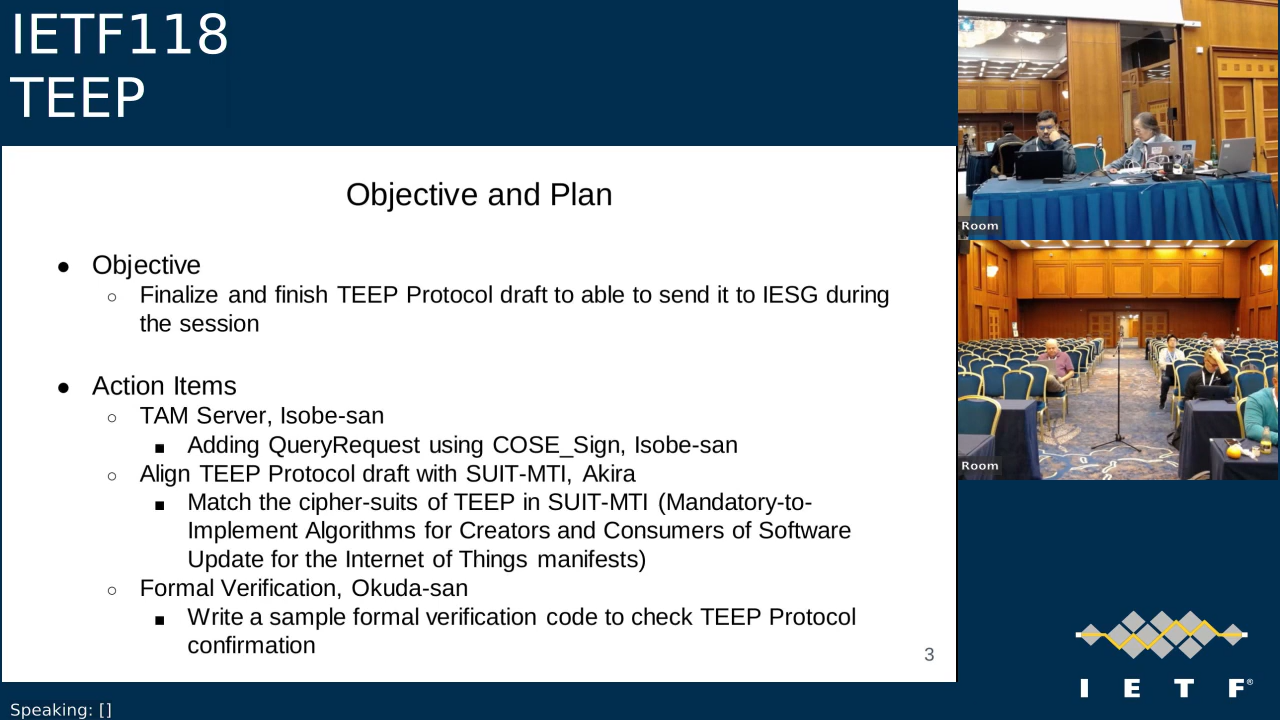 IETF118
TEEP
Objective and Plan
● Objective
○ Finalize and finish TEEP Protocol draft to able to send it to IESG during
the session
● Action Items
○ TAM Server, Isobe-san
■ Adding QueryRequest using COSE_Sign, Isobe-san
○ Align TEEP Protocol draft with SUIT-MTI, Akira
■ Match the cipher-suits of TEEP in SUIT-MTI (Mandatory-to-
Implement Algorithms for Creators and Consumers of Software
Update for the Internet of Things manifests)
○ Formal Verification, Okuda-san
■ Write a sample formal verification code to check TEEP Protocol
confirmation
3
Room
Room
I E T F®
Speaking: []